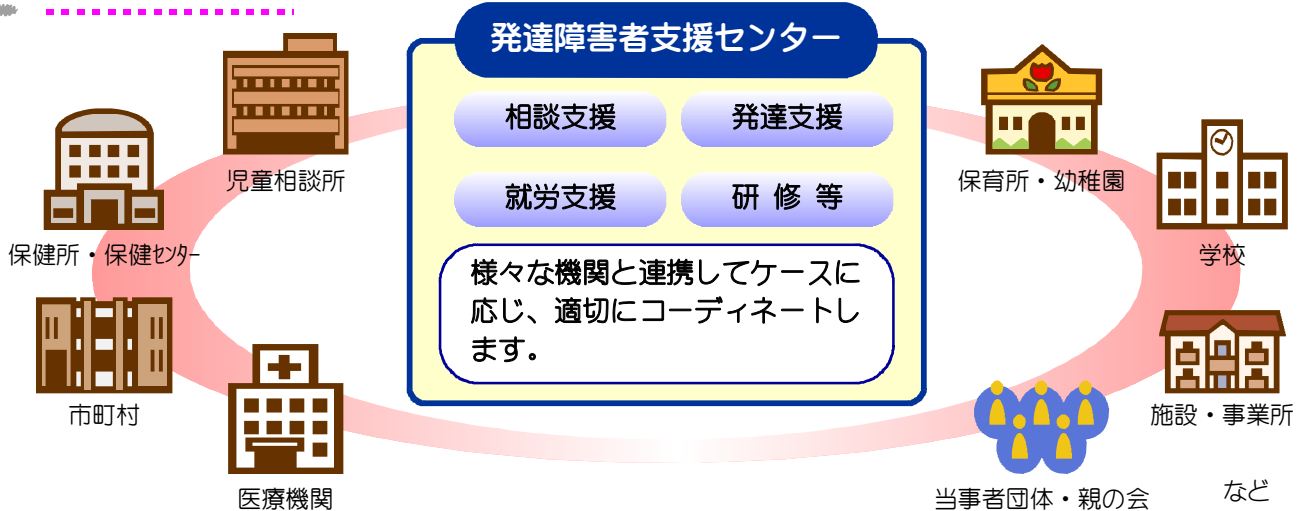 発達障害者支援センター
相談支援
発達支援
就労支援
研 修 等
様々な機関と連携してケースに
応じ、適切にコーディネートし
ます。
児童相談所
保健所・保健ｾﾝﾀｰ
市町村
医療機関
保育所・幼稚園
学校
施設・事業所
当事者団体・親の会
など